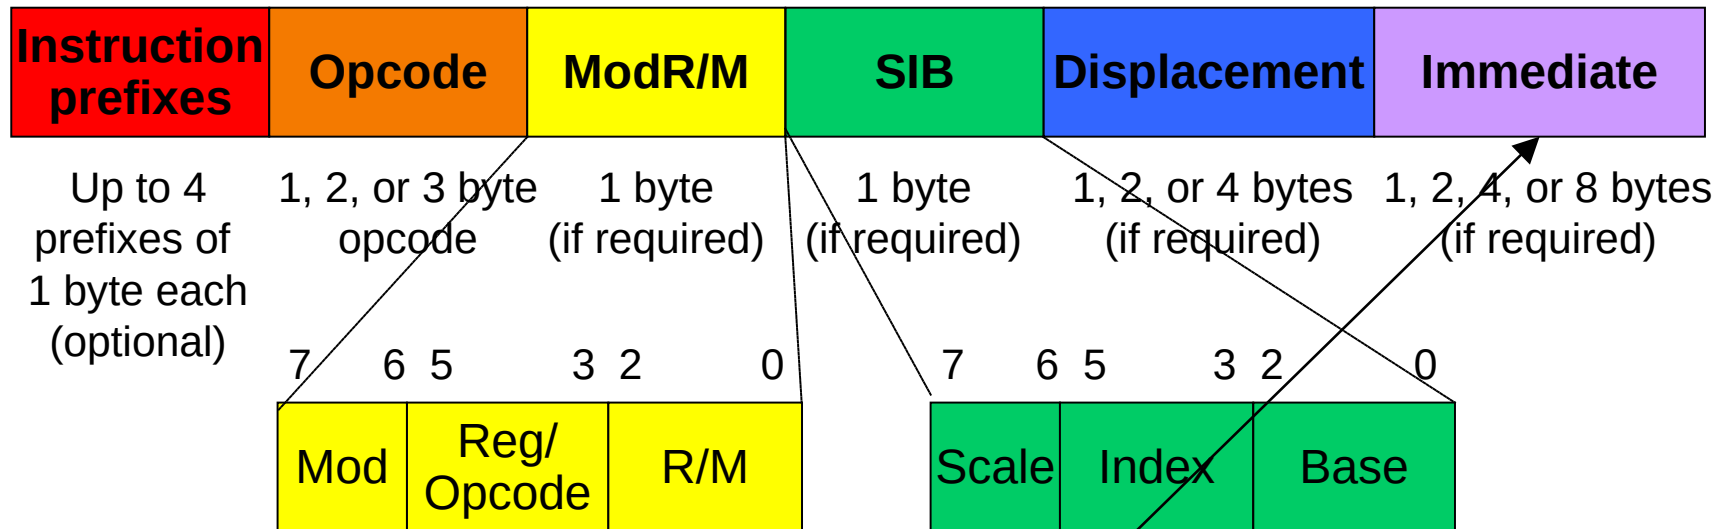 Instruction
prefixes
Opcode
ModR/M
SIB
Displacement
Immediate
Up to 4
prefixes of
1 byte each
(optional)
1, 2, or 3 byte
opcode
1 byte
(if required)
1 byte
(if required)
1, 2, or 4 bytes
(if required)
1, 2, 4, or 8 bytes
(if required)
7 6 5 3 2 0
Mod
Reg/
Opcode
R/M
7 6 5 3 2 0
Scale
Index
Base